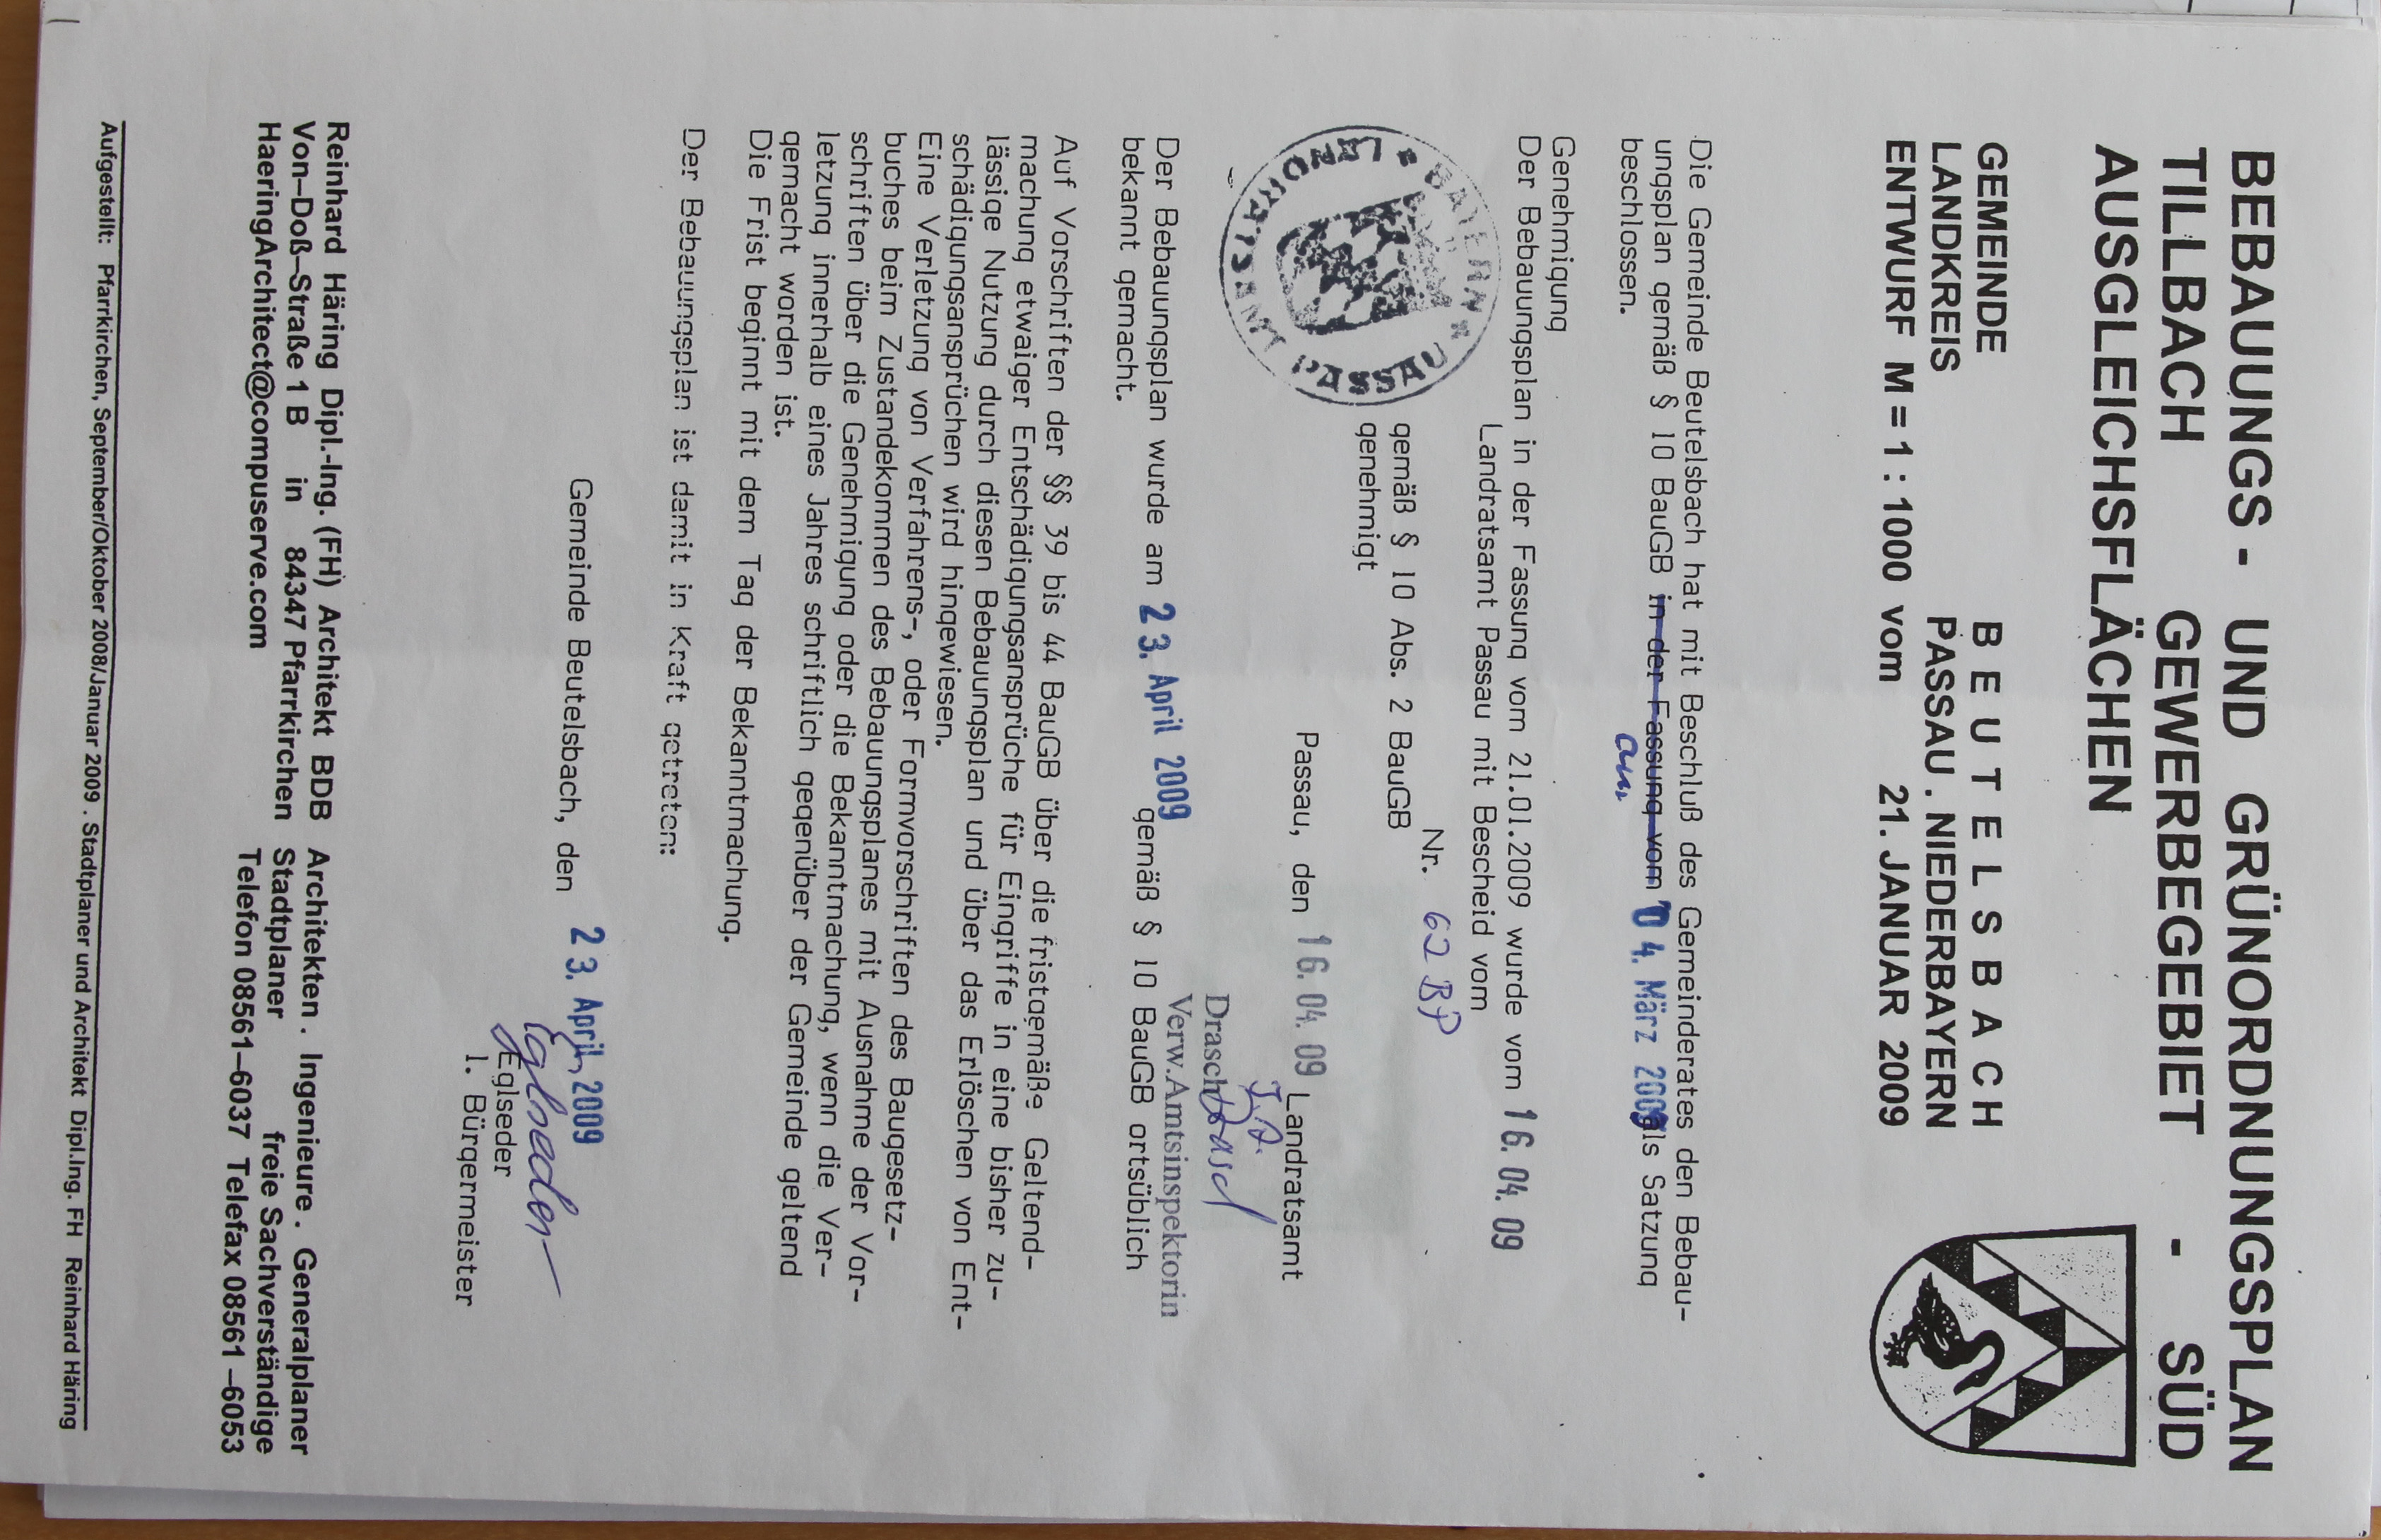 BEBAUUNGS - UND GRÜNORDNUNGSPLAN
TILLBACH GEWERBEGEBIET - SÜD
AUSGLEICHSFLÄCHEN
GEMEINDE B E U T E L S B A C H
LANDKREIS PASSAU . NIEDERBAYERN
ENTWURF M = 1 : 1000 vom 21. JANUAR 2009
Die Gemeinde Beutelsbach hat mit Beschluß des Gemeinderates den Bebau-
ungsplan gemäß § 10 BauGB in der Fassung vom 0 4. März 2009 als Satzung
am
beschlossen.
Genehmigung
Der Bebauungsplan in der Fassung vom 21.01.2009 wurde vom 16. 04. 09
Landratsamt Passau mit Bescheid vom
Nr. 62 BP
gemäß § 10 Abs. 2 BauGB
genehmigt
BAYERN
LANDRATSAMT PASSAU
Passau, den 16. 04. 09 Landratsamt
I.A.
Drasch
Verw.Amtsinspektorin
Der Bebauungsplan wurde am 2 3. April 2009 gemäß § 10 BauGB ortsüblich
bekannt gemacht.
Auf Vorschriften der §§ 39 bis 44 BauGB über die fristgemäße Geltend-
machung etwaiger Entschädigungsansprüche für Eingriffe in eine bisher zu-
lässige Nutzung durch diesen Bebauungsplan und über das Erlöschen von Ent-
schädigungsansprüchen wird hingewiesen.
Eine Verletzung von Verfahrens-, oder Formvorschriften des Baugesetz-
buches beim Zustandekommen des Bebauungsplanes mit Ausnahme der Vor-
schriften über die Genehmigung oder die Bekanntmachung, wenn die Ver-
letzung innerhalb eines Jahres schriftlich gegenüber der Gemeinde geltend
gemacht worden ist.
Die Frist beginnt mit dem Tag der Bekanntmachung.
Der Bebauungsplan ist damit in Kraft getreten:
Gemeinde Beutelsbach, den 2 3. April 2009
Eglseder
Eglseder
1. Bürgermeister
Reinhard Häring Dipl.-Ing. (FH) Architekt BDB Architekten . Ingenieure . Generalplaner
Von–Doß–Straße 1 B in 84347 Pfarrkirchen Stadtplaner freie Sachverständige
HaeringArchitect@compuserve.com Telefon 08561–6037 Telefax 08561 –6053
Aufgestellt: Pfarrkirchen, September/Oktober 2008/Januar 2009 . Stadtplaner und Architekt Dipl.Ing. FH Reinhard Häring